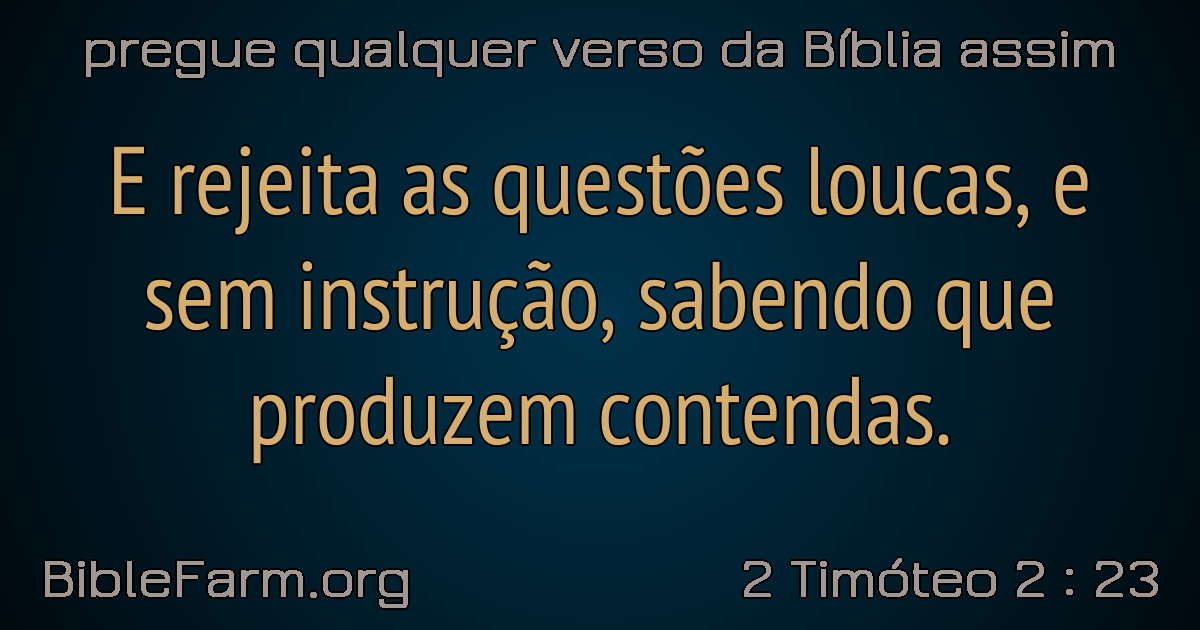 pregue qualquer verso da Bíblia assim
E rejeita as questões loucas, e
sem instrução, sabendo que
produzem contendas.
BibleFarm.org
2 Timóteo 2 : 23